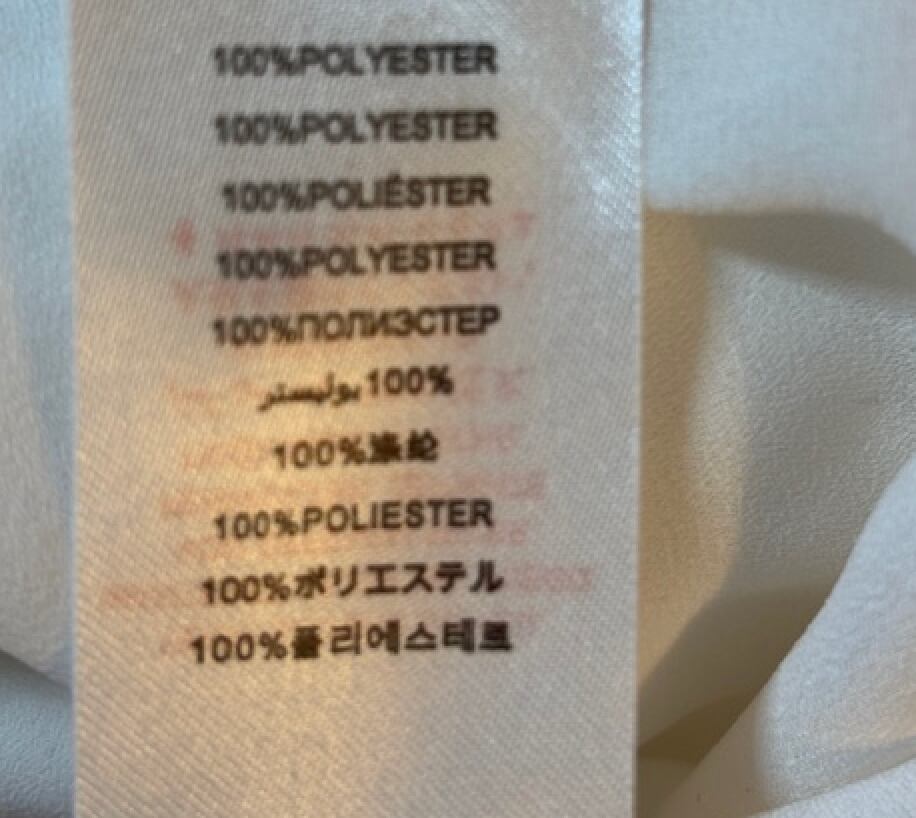 100%POLYESTER
100%POLYESTER
100%POLIÉSTER
100%POLYESTER
100%ПОЛИЭСТЕР
100% بوليستر
100%涤纶
100%POLIESTER
100%ポリエステル
100%폴리에스테르